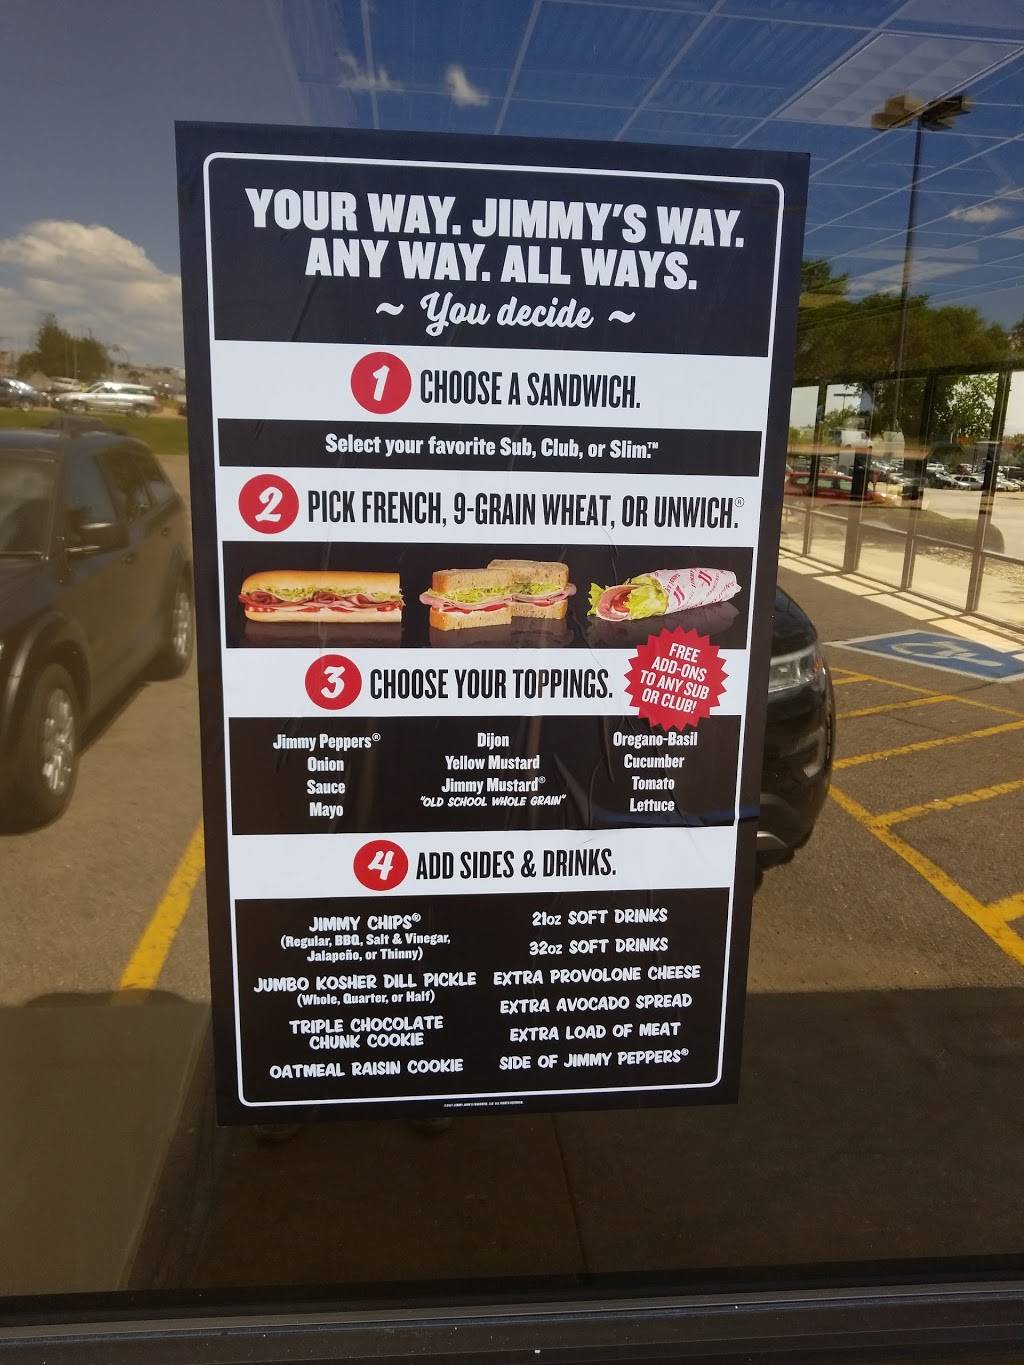 YOUR WAY. JIMMY'S WAY.
ANY WAY. ALL WAYS.
~ You decide ~
1 CHOOSE A SANDWICH.
Select your favorite Sub, Club, or Slim.™
2 PICK FRENCH, 9-GRAIN WHEAT, OR UNWICH.®
3 CHOOSE YOUR TOPPINGS.
FREE
ADD-ONS
TO ANY SUB
OR CLUB!
Jimmy Peppers®
Onion
Sauce
Mayo
Dijon
Yellow Mustard
Jimmy Mustard®
"OLD SCHOOL WHOLE GRAIN"
Oregano-Basil
Cucumber
Tomato
Lettuce
4 ADD SIDES & DRINKS.
JIMMY CHIPS®
(Regular, BBQ, Salt & Vinegar,
Jalapeño, or Thinny)
JUMBO KOSHER DILL PICKLE
(Whole, Quarter, or Half)
TRIPLE CHOCOLATE
CHUNK COOKIE
OATMEAL RAISIN COOKIE
21oz SOFT DRINKS
32oz SOFT DRINKS
EXTRA PROVOLONE CHEESE
EXTRA AVOCADO SPREAD
EXTRA LOAD OF MEAT
SIDE OF JIMMY PEPPERS®